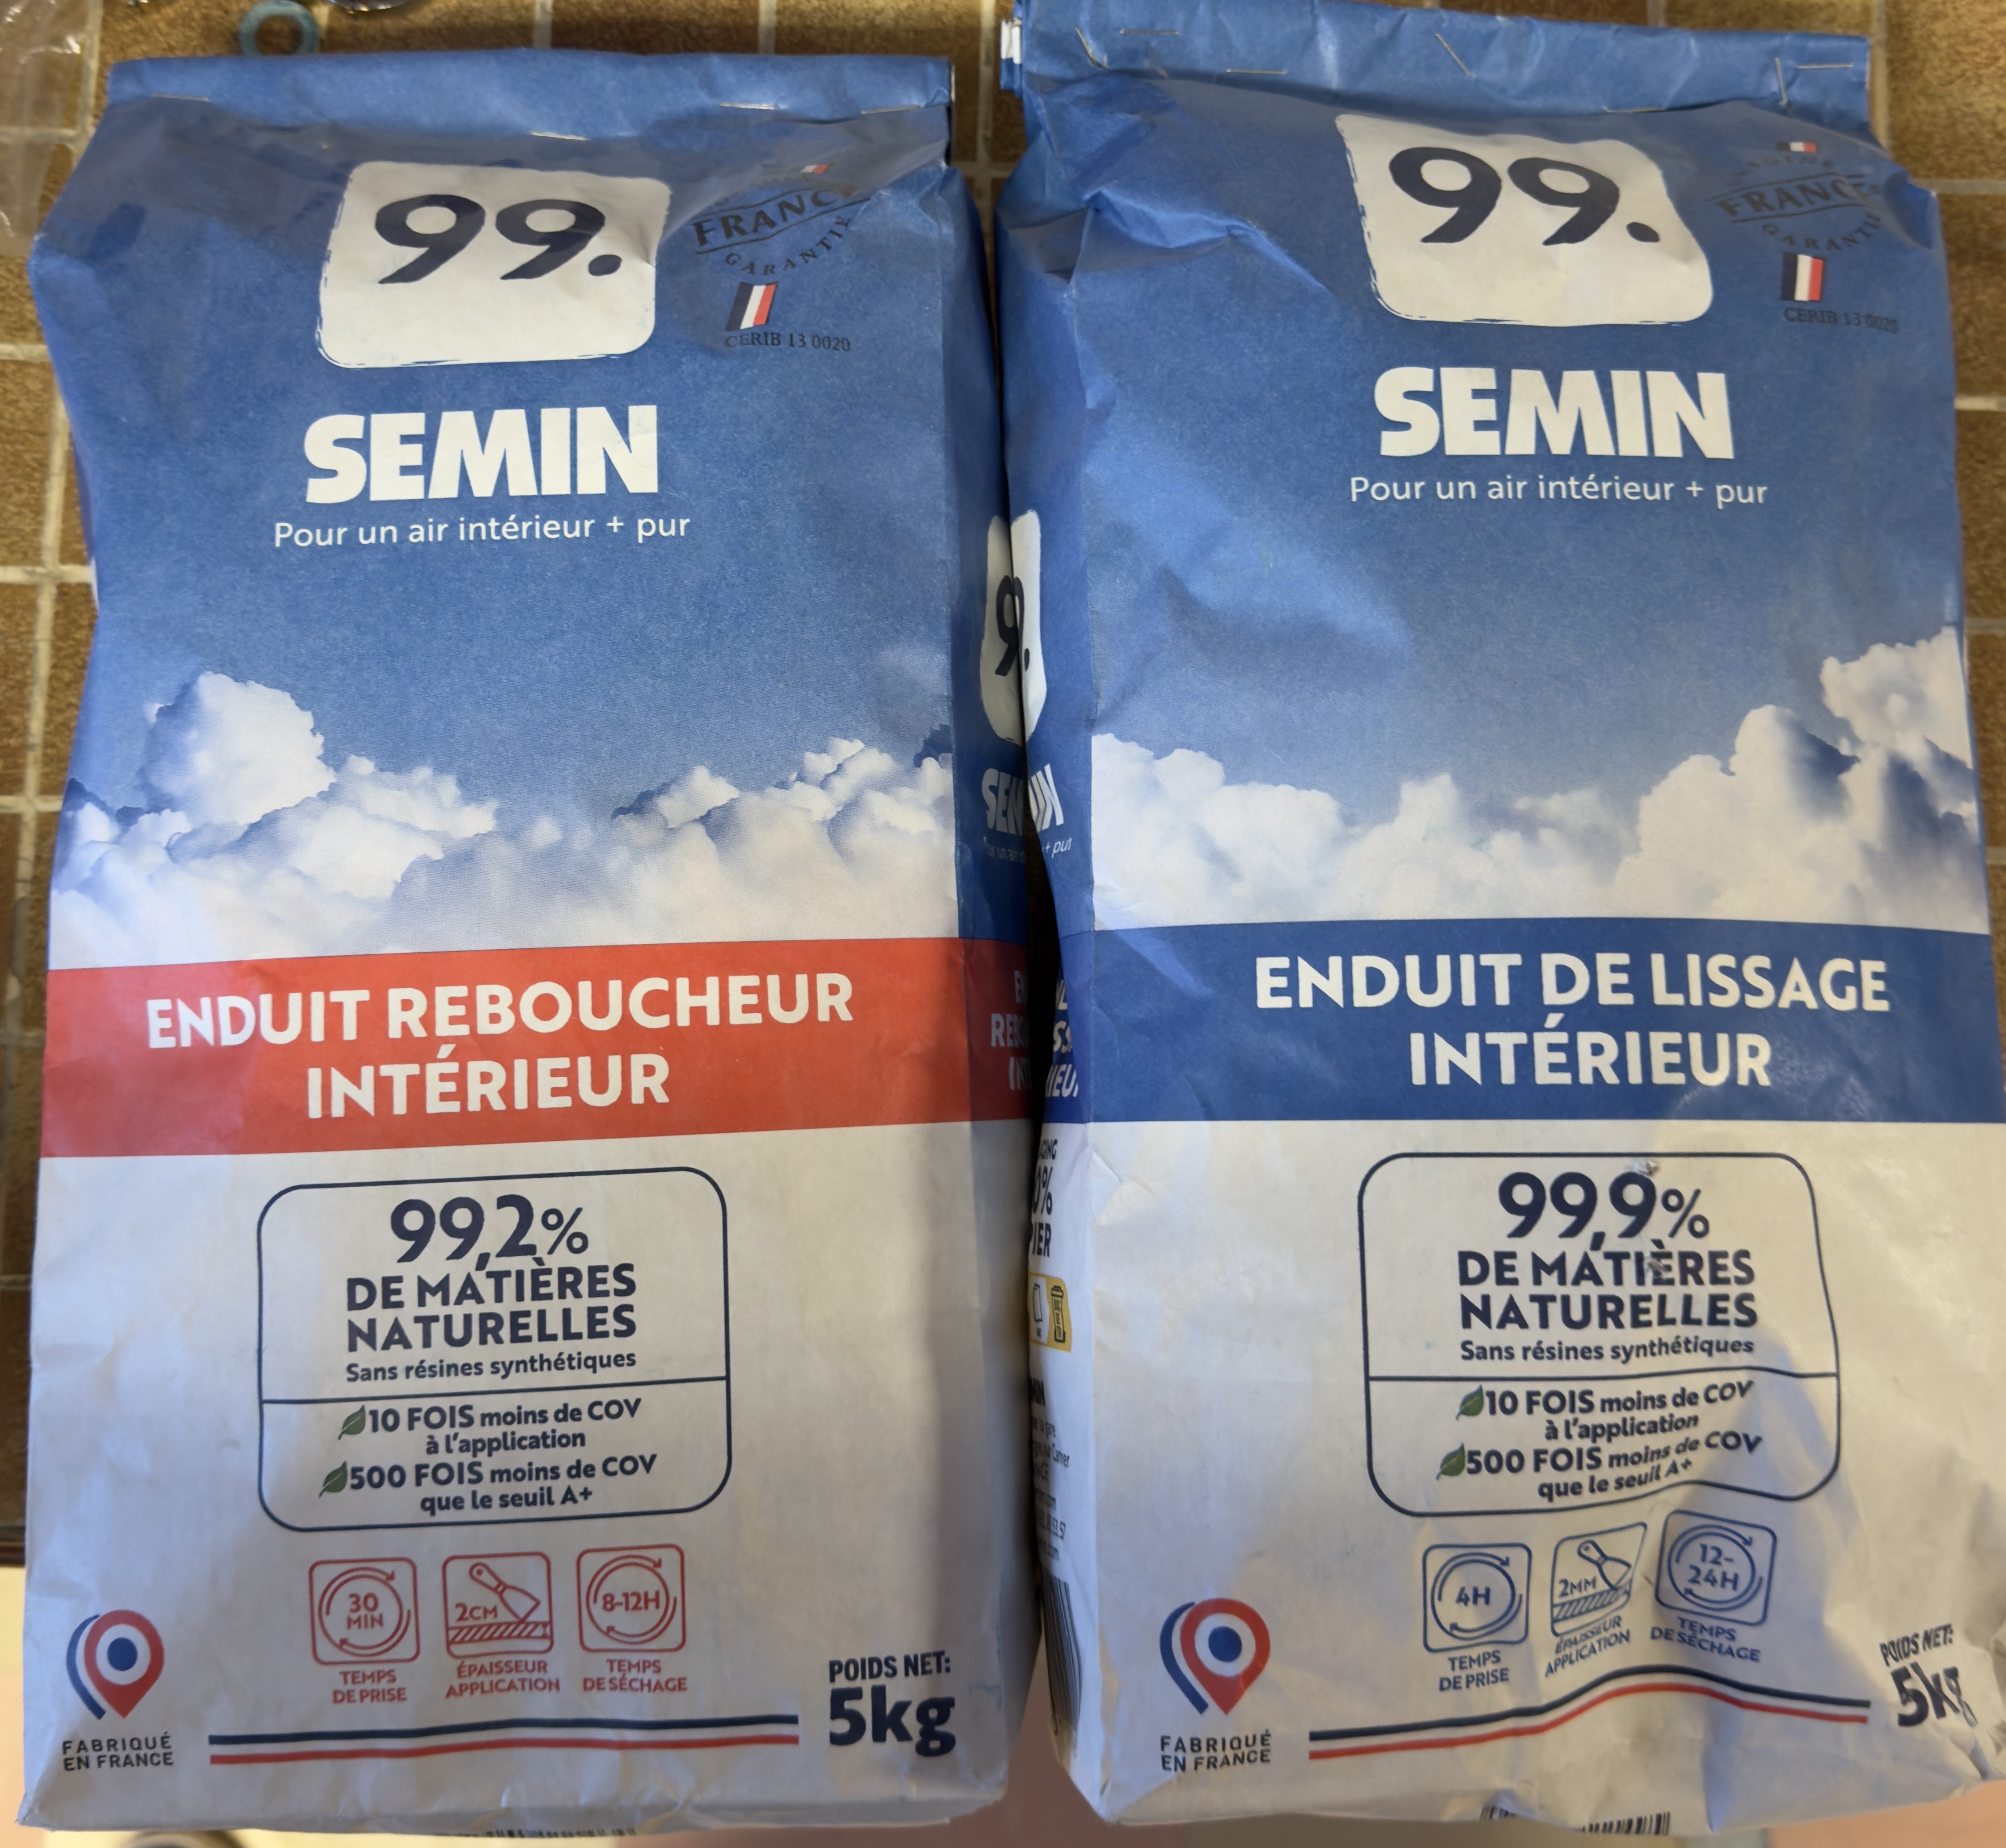 99.
FRANCE
GARANTIE
CERIB 13 0020
SEMIN
Pour un air intérieur + pur
ENDUIT REBOUCHEUR
INTÉRIEUR
99,2%
DE MATIÈRES
NATURELLES
Sans résines synthétiques
10 FOIS moins de COV
à l'application
500 FOIS moins de COV
que le seuil A+
30
MIN
TEMPS
DE PRISE
2CM
ÉPAISSEUR
APPLICATION
8-12H
TEMPS
DE SÉCHAGE
FABRIQUÉ
EN FRANCE
POIDS NET:
5kg
99.
ORIGINE
FRANCE
GARANTIE
CERIB 13 0020
SEMIN
Pour un air intérieur + pur
ENDUIT DE LISSAGE
INTÉRIEUR
99,9%
DE MATIÈRES
NATURELLES
Sans résines synthétiques
10 FOIS moins de COV
à l'application
500 FOIS moins de COV
que le seuil A+
4H
TEMPS
DE PRISE
2MM
ÉPAISSEUR
APPLICATION
12-
24H
TEMPS
DE SÉCHAGE
FABRIQUÉ
EN FRANCE
POIDS NET:
5kg